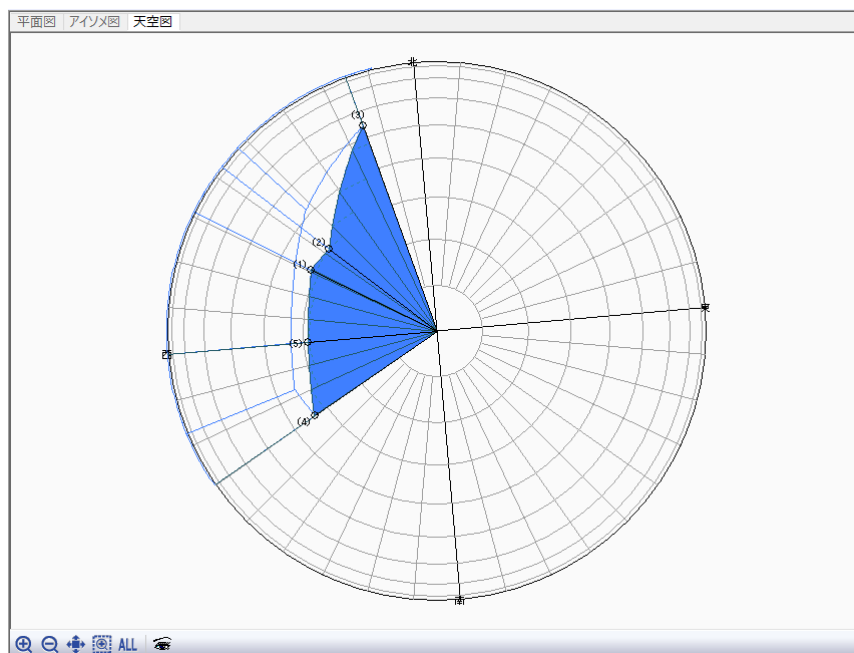 平面図 アイソメ図 天空図
北
(3)
(2)
(1)
東
(5)
西
(4)
南
ALL